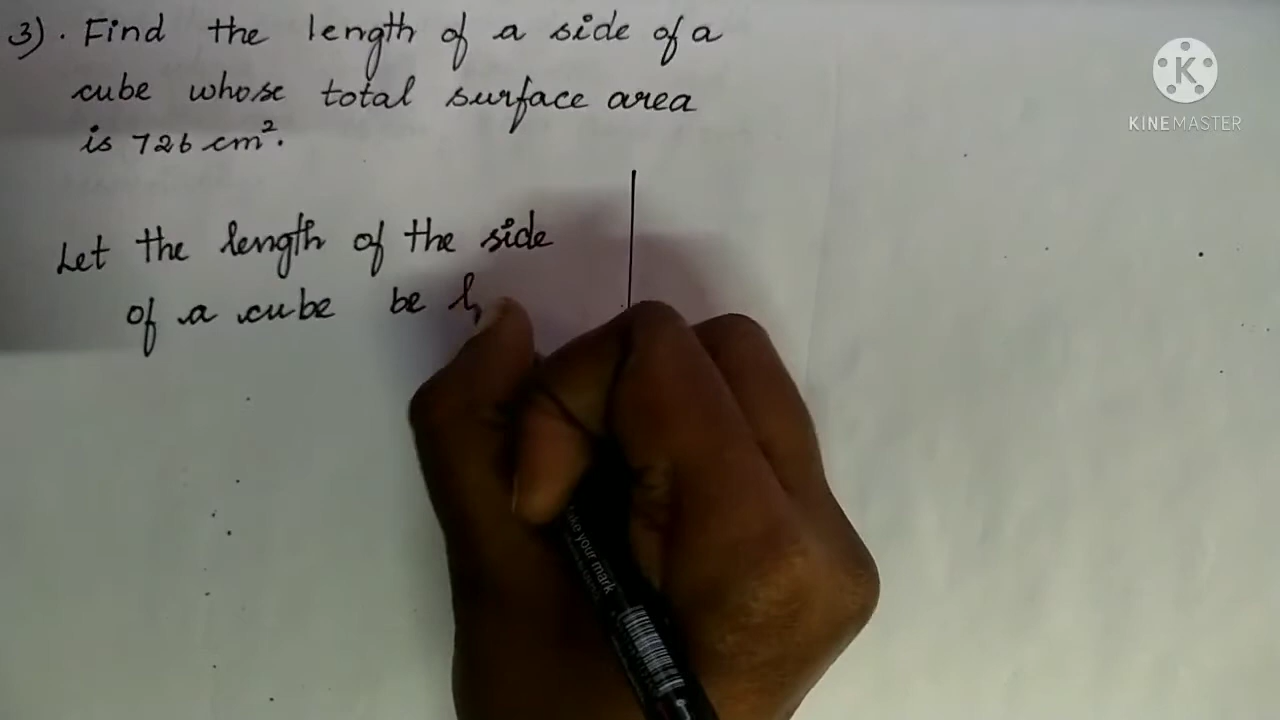 3). Find the length of a side of a
cube whose total surface area
is 726 cm².
Let the length of the side
of a cube be l,
K
KINEMASTER